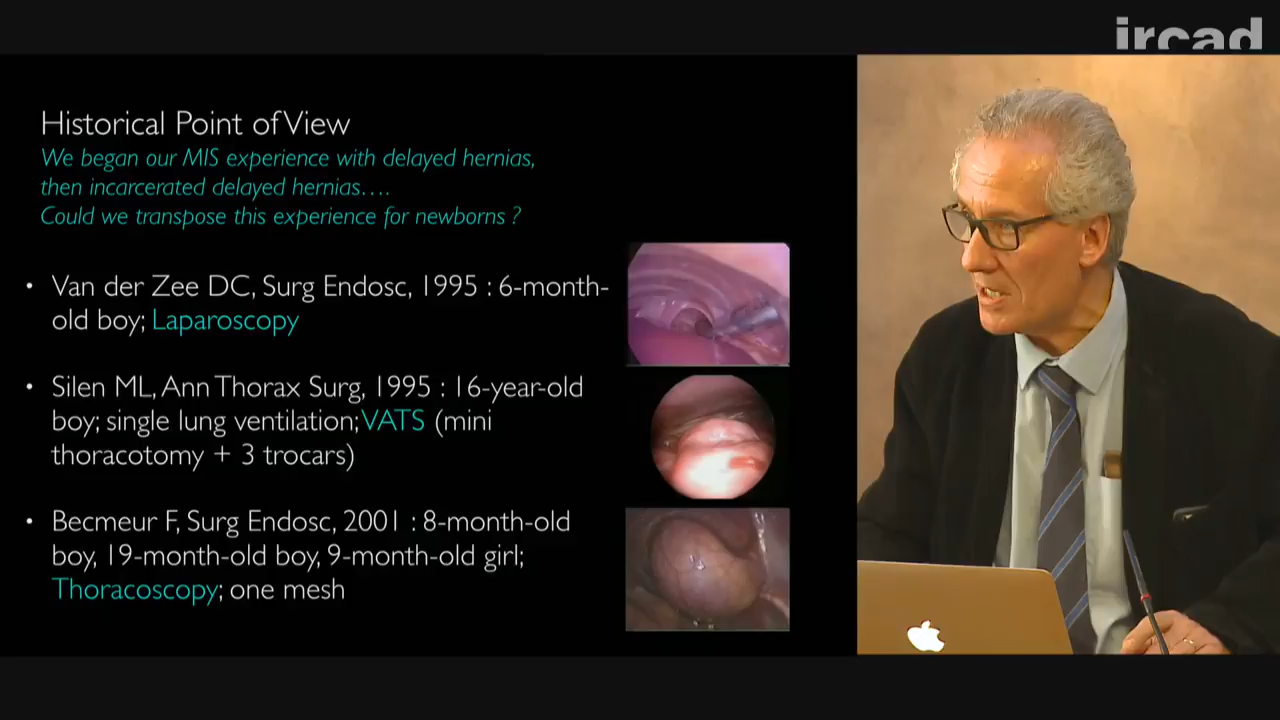 ircad
Historical Point of View
We began our MIS experience with delayed hernias,
then incarcerated delayed hernias....
Could we transpose this experience for newborns ?
• Van der Zee DC, Surg Endosc, 1995 : 6-month-
old boy; Laparoscopy
• Silen ML, Ann Thorax Surg, 1995 : 16-year-old
boy; single lung ventilation; VATS (mini
thoracotomy + 3 trocars)
• Becmeur F, Surg Endosc, 2001 : 8-month-old
boy, 19-month-old boy, 9-month-old girl;
Thoracoscopy; one mesh